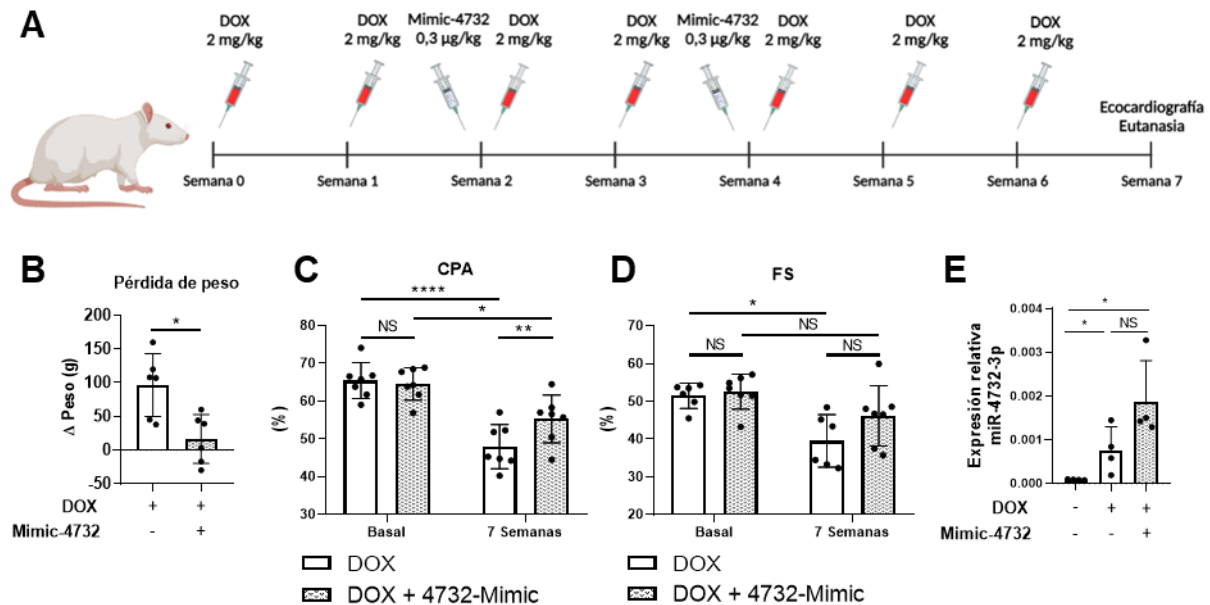 A
DOX
2 mg/kg
DOX
2 mg/kg
Mimic-4732
0,3 µg/kg
DOX
2 mg/kg
DOX
2 mg/kg
Mimic-4732
0,3 µg/kg
DOX
2 mg/kg
DOX
2 mg/kg
DOX
2 mg/kg
Ecocardiografía
Eutanasia
Semana 0
Semana 1
Semana 2
Semana 3
Semana 4
Semana 5
Semana 6
Semana 7
B
Pérdida de peso
*
Δ Peso (g)
200
150
100
50
0
-50
DOX + +
Mimic-4732 - +
C
CPA
****
*
NS
**
(%)
80
70
60
50
40
30
Basal
7 Semanas
DOX
DOX + 4732-Mimic
D
FS
*
NS
NS
NS
(%)
70
60
50
40
30
20
Basal
7 Semanas
DOX
DOX + 4732-Mimic
E
*
*
NS
Expresión relativa
miR-4732-3p
0.004
0.003
0.002
0.001
0.000
DOX - + +
Mimic-4732 - - +